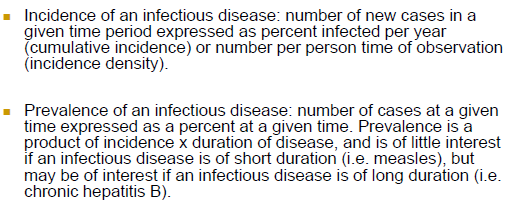 Incidence of an infectious disease: number of new cases in a
given time period expressed as percent infected per year
(cumulative incidence) or number per person time of observation
(incidence density).
Prevalence of an infectious disease: number of cases at a given
time expressed as a percent at a given time. Prevalence is a
product of incidence x duration of disease, and is of little interest
if an infectious disease is of short duration (i.e. measles), but
may be of interest if an infectious disease is of long duration (i.e.
chronic hepatitis B).